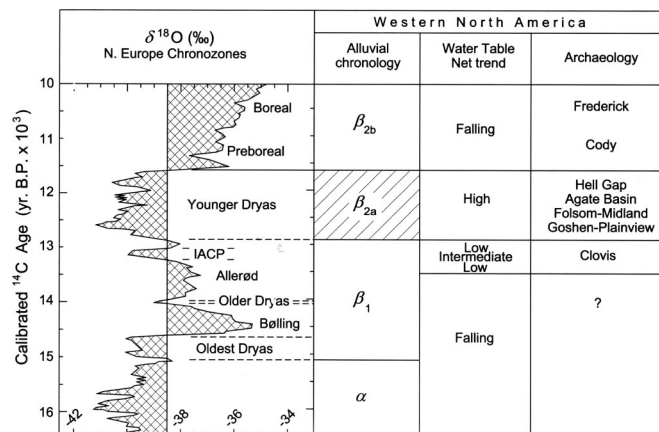 δ¹⁸O (‰)
N. Europe Chronozones
Western North America
Alluvial
chronology
Water Table
Net trend
Archaeology
Calibrated ¹⁴C Age (yr. B.P. x 10³)
10
11
12
13
14
15
16
Boreal
Preboreal
Younger Dryas
IACP
Allerød
Older Dryas
Bølling
Oldest Dryas
-42
-38
-36
-34
β₂b
β₂a
β₁
α
Falling
High
Low
Intermediate
Low
Falling
Frederick
Cody
Hell Gap
Agate Basin
Folsom-Midland
Goshen-Plainview
Clovis
?